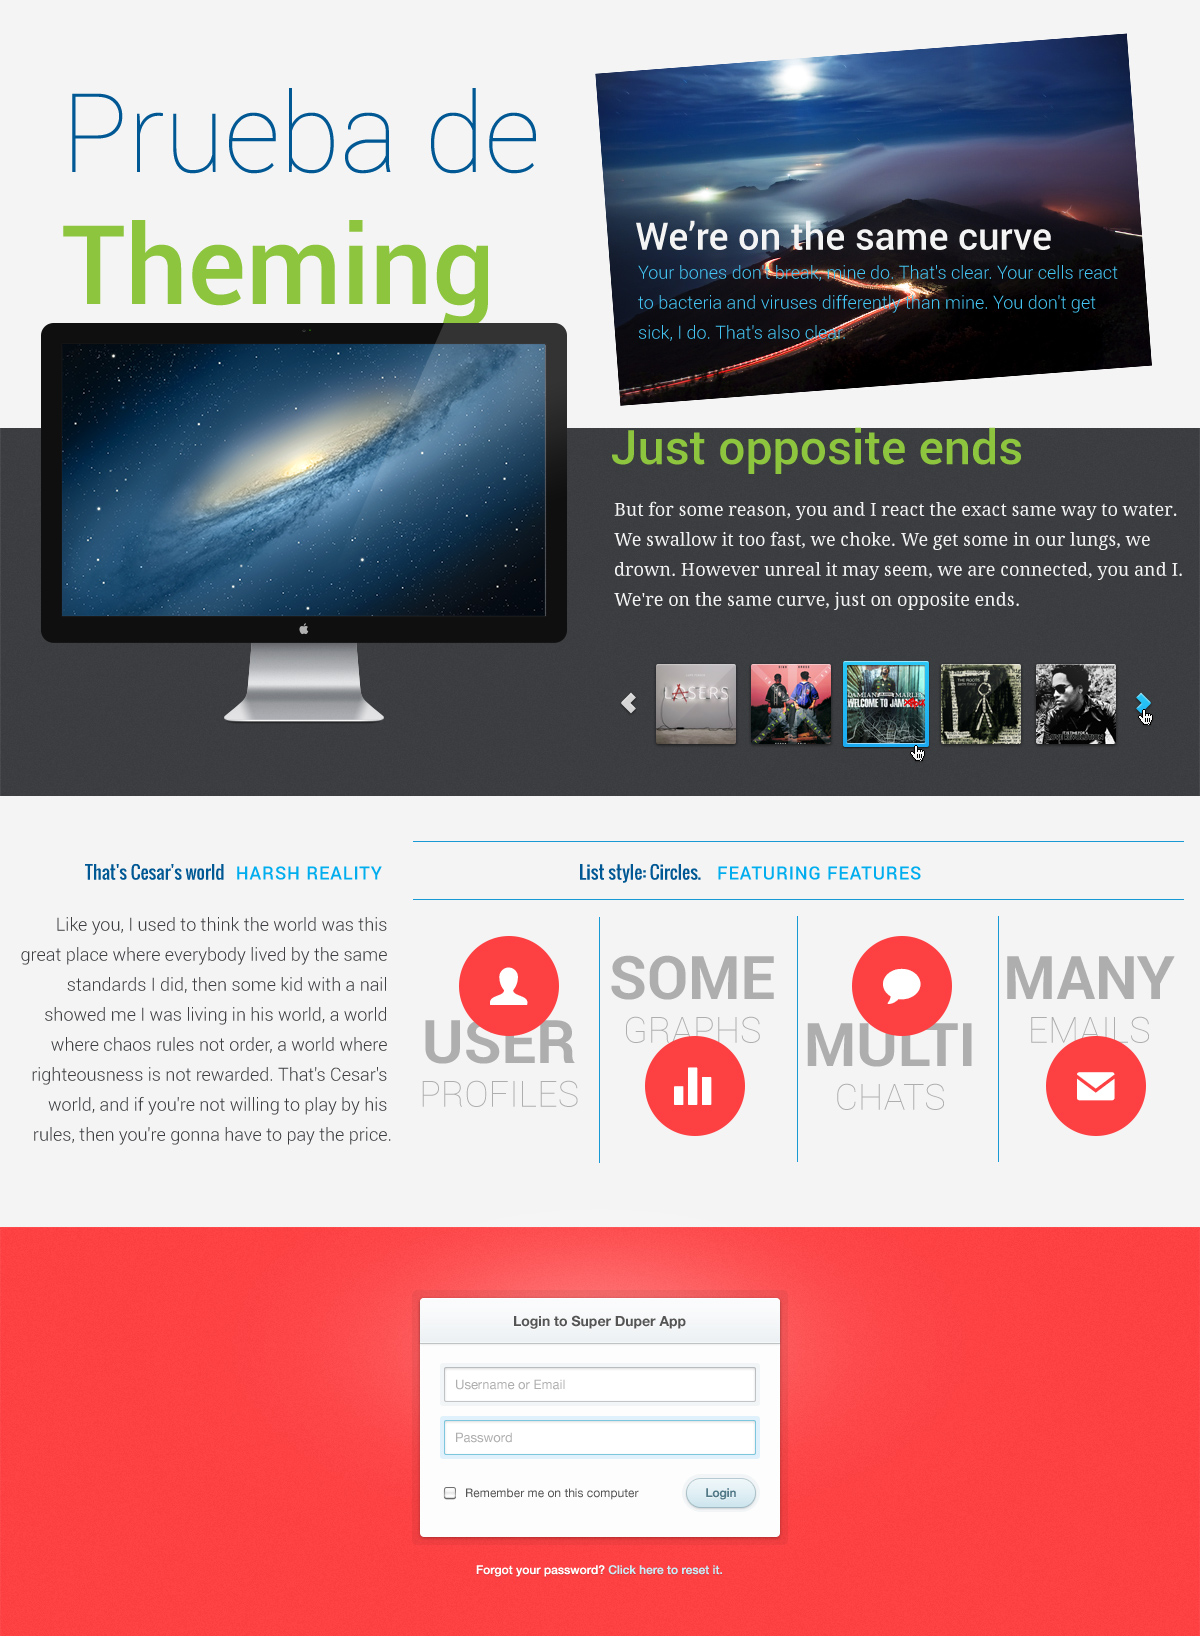 Prueba de
Theming
We're on the same curve
Your bones don't break, mine do. That's clear. Your cells react
to bacteria and viruses differently than mine. You don't get
sick, I do. That's also clear.
Just opposite ends
But for some reason, you and I react the exact same way to water.
We swallow it too fast, we choke. We get some in our lungs, we
drown. However unreal it may seem, we are connected, you and I.
We're on the same curve, just on opposite ends.
LASERS
DAMIAN MARLEY
WELCOME TO JAMROCK
THE ROOTS
That's Cesar's world HARSH REALITY
Like you, I used to think the world was this
great place where everybody lived by the same
standards I did, then some kid with a nail
showed me I was living in his world, a world
where chaos rules not order, a world where
righteousness is not rewarded. That's Cesar's
world, and if you're not willing to play by his
rules, then you're gonna have to pay the price.
List style: Circles. FEATURING FEATURES
USER
PROFILES
SOME
GRAPHS
MULTI
CHATS
MANY
EMAILS
Login to Super Duper App
Username or Email
Password
Remember me on this computer
Login
Forgot your password? Click here to reset it.